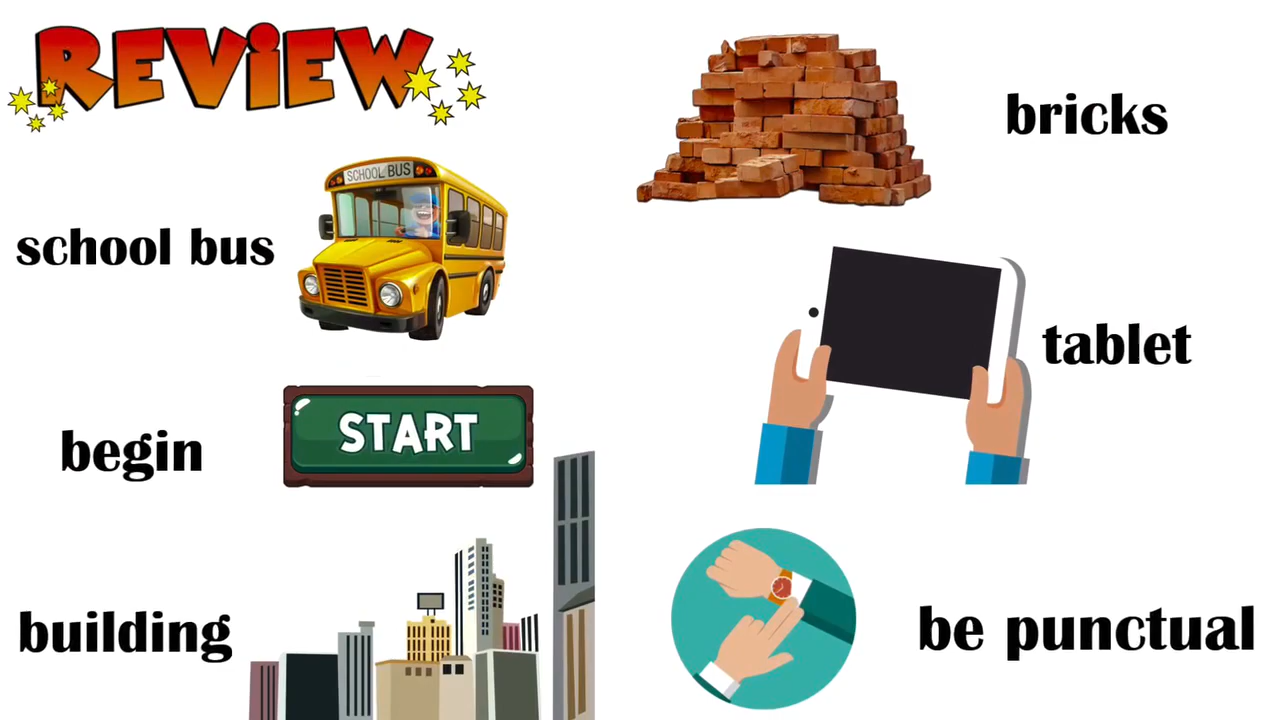 REViEW
school bus
SCHOOL BUS
begin
START
building
bricks
tablet
be punctual